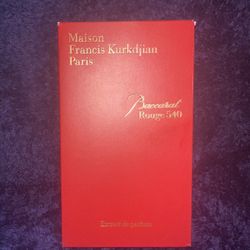 Maison
Francis Kurkdjian
Paris
Baccarat
Rouge 540
Extrait de parfum